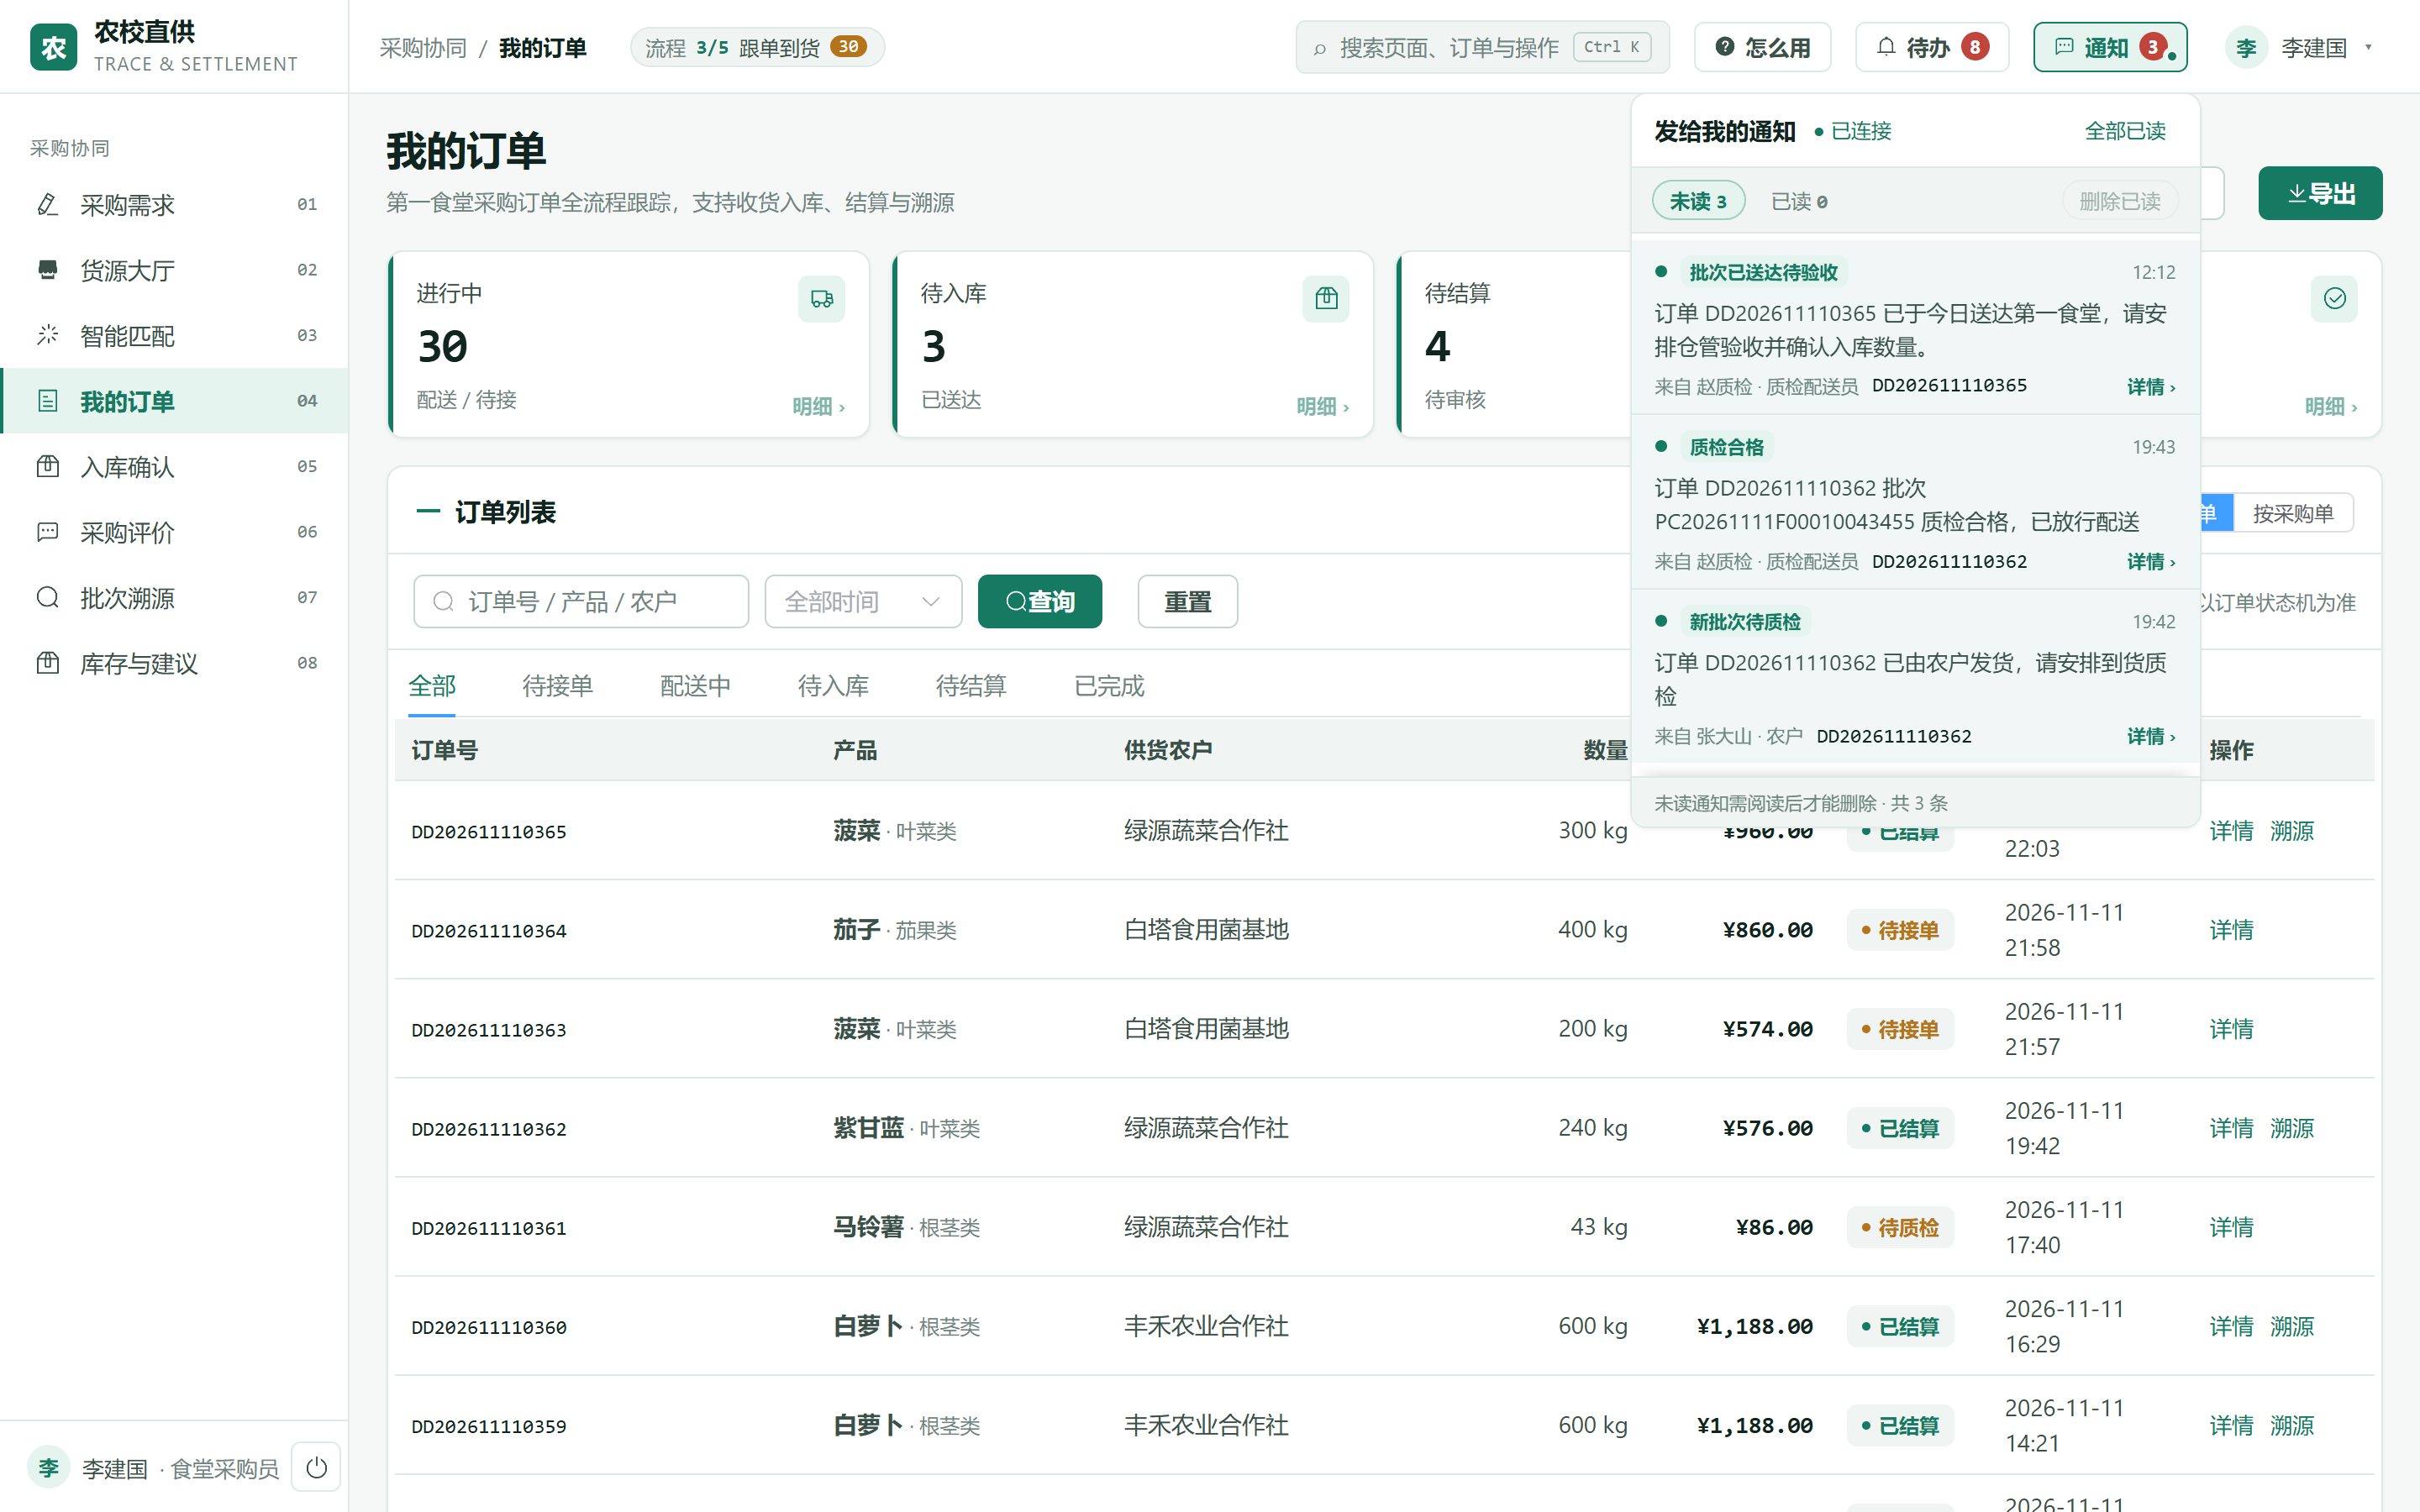 农
农校直供
TRACE & SETTLEMENT
采购协同 / 我的订单
流程 3/5 跟单到货 30
搜索页面、订单与操作 Ctrl K
怎么用
待办 8
通知 3
李 李建国
采购协同
采购需求 01
货源大厅 02
智能匹配 03
我的订单 04
入库确认 05
采购评价 06
批次溯源 07
库存与建议 08
李 李建国 · 食堂采购员
我的订单
第一食堂采购订单全流程跟踪，支持收货入库、结算与溯源
导出
进行中
30
配送 / 待接
明细 ›
待入库
3
已送达
明细 ›
待结算
4
待审核
明细 ›
发给我的通知 已连接 全部已读
未读 3 已读 0 删除已读
批次已送达待验收 12:12
订单 DD202611110365 已于今日送达第一食堂，请安
排仓管验收并确认入库数量。
来自 赵质检 · 质检配送员 DD202611110365 详情 ›
质检合格 19:43
订单 DD202611110362 批次
PC20261111F00010043455 质检合格，已放行配送
来自 赵质检 · 质检配送员 DD202611110362 详情 ›
新批次待质检 19:42
订单 DD202611110362 已由农户发货，请安排到货质
检
来自 张大山 · 农户 DD202611110362 详情 ›
未读通知需阅读后才能删除 · 共 3 条
订单列表
单 按采购单
订单号 / 产品 / 农户 全部时间 查询 重置
以订单状态机为准
全部 待接单 配送中 待入库 待结算 已完成
订单号 产品 供货农户 数量 操作
DD202611110365 菠菜 · 叶菜类 绿源蔬菜合作社 300 kg ¥960.00 已结算 22:03 详情 溯源
DD202611110364 茄子 · 茄果类 白塔食用菌基地 400 kg ¥860.00 待接单 2026-11-11 详情
21:58
DD202611110363 菠菜 · 叶菜类 白塔食用菌基地 200 kg ¥574.00 待接单 2026-11-11 详情
21:57
DD202611110362 紫甘蓝 · 叶菜类 绿源蔬菜合作社 240 kg ¥576.00 已结算 2026-11-11 详情 溯源
19:42
DD202611110361 马铃薯 · 根茎类 绿源蔬菜合作社 43 kg ¥86.00 待质检 2026-11-11 详情
17:40
DD202611110360 白萝卜 · 根茎类 丰禾农业合作社 600 kg ¥1,188.00 已结算 2026-11-11 详情 溯源
16:29
DD202611110359 白萝卜 · 根茎类 丰禾农业合作社 600 kg ¥1,188.00 已结算 2026-11-11 详情 溯源
14:21
2026-11-11